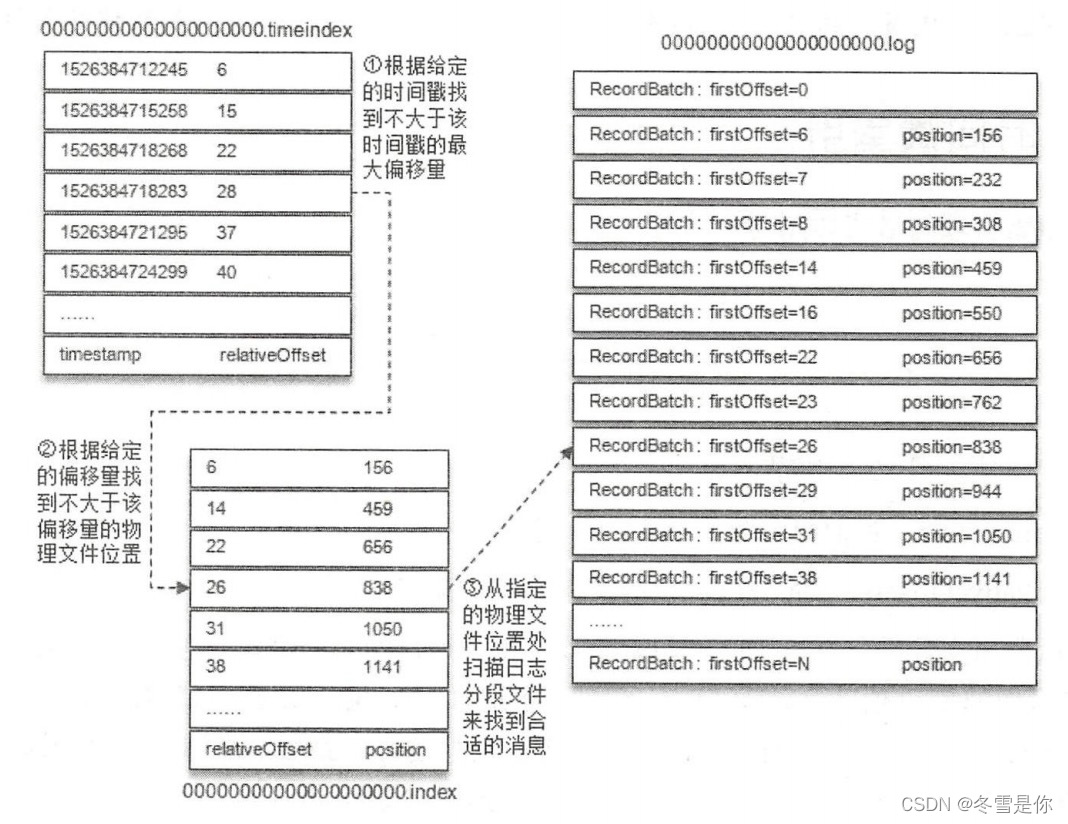 00000000000000000000.timeindex
1526384712245 6
1526384715258 15
1526384718268 22
1526384718283 28
1526384721295 37
1526384724299 40
……
timestamp relativeOffset
①根据给定
的时间戳找
到不大于该
时间戳的最
大偏移量
00000000000000000000.log
RecordBatch: firstOffset=0
RecordBatch: firstOffset=6 position=156
RecordBatch: firstOffset=7 position=232
RecordBatch: firstOffset=8 position=308
RecordBatch: firstOffset=14 position=459
RecordBatch: firstOffset=16 position=550
RecordBatch: firstOffset=22 position=656
RecordBatch: firstOffset=23 position=762
RecordBatch: firstOffset=26 position=838
RecordBatch: firstOffset=29 position=944
RecordBatch: firstOffset=31 position=1050
RecordBatch: firstOffset=38 position=1141
……
RecordBatch: firstOffset=N position
②根据给定
的偏移量找
到不大于该
偏移量的物
理文件位置
6 156
14 459
22 656
26 838
31 1050
38 1141
……
relativeOffset position
00000000000000000000.index
③从指定
的物理文
件位置处
扫描日志
分段文件
来找到合
适的消息
CSDN @冬雪是你